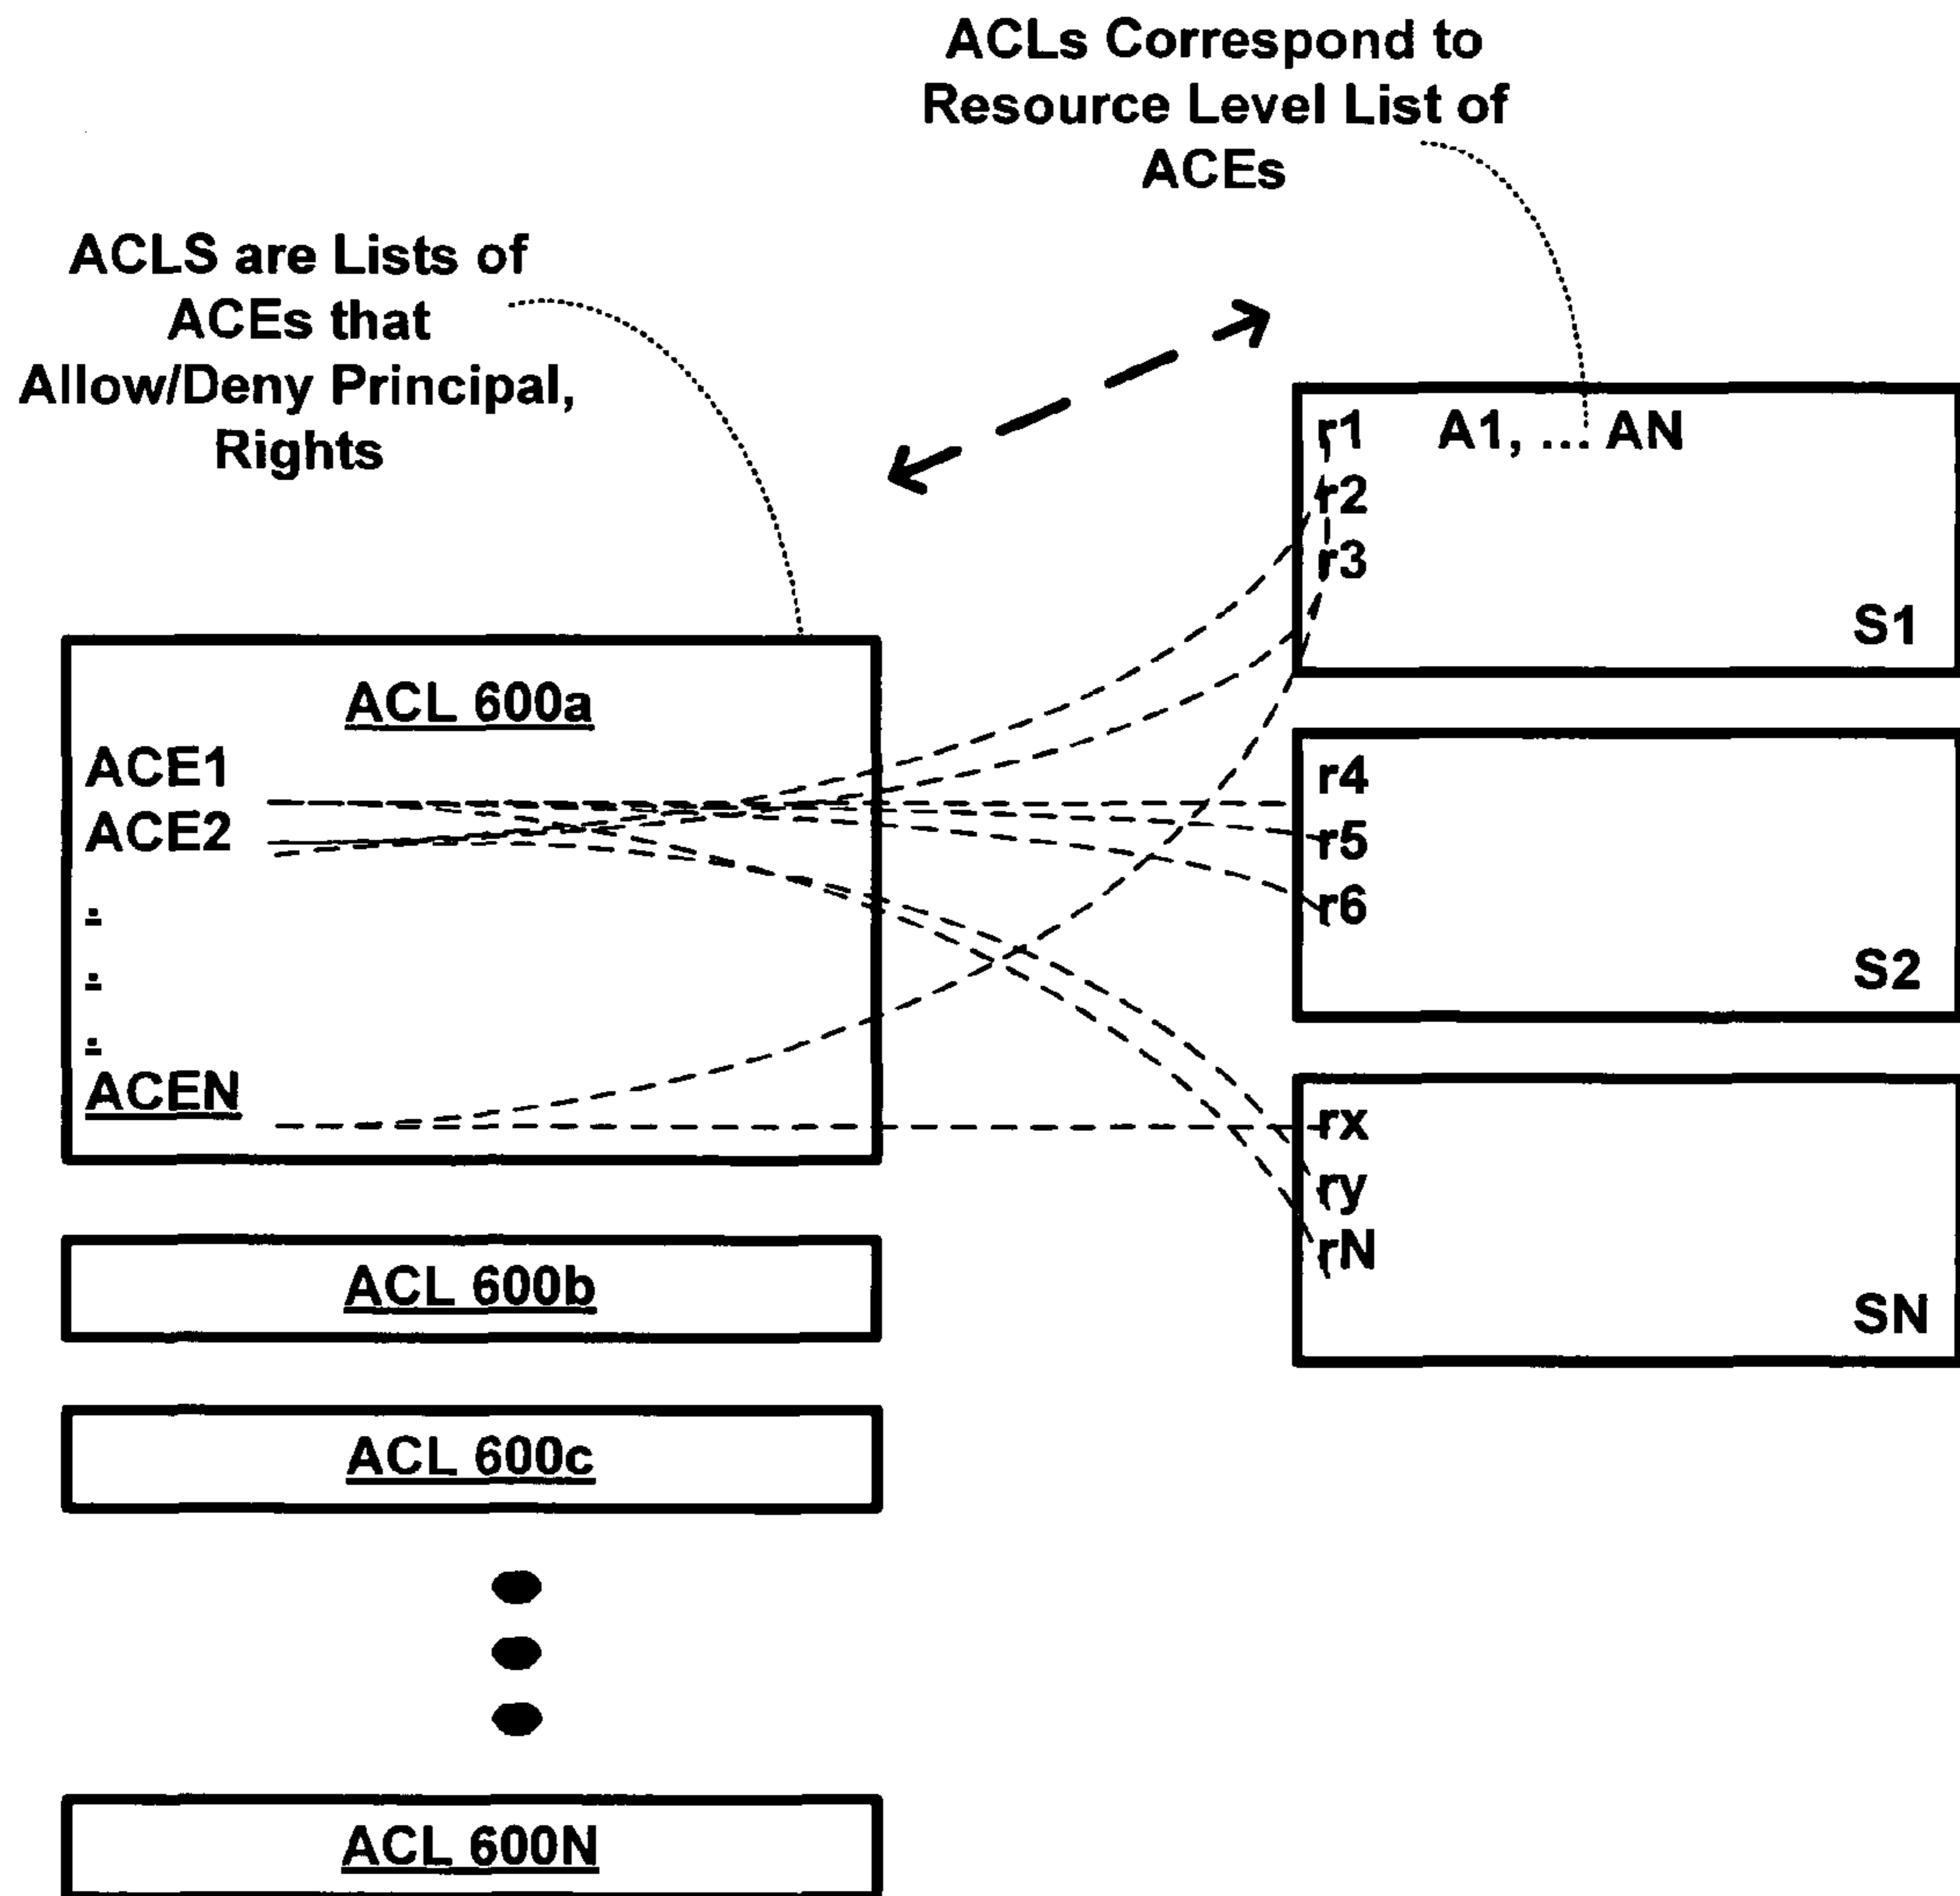 ACLs Correspond to
Resource Level List of
ACEs
ACLS are Lists of
ACEs that
Allow/Deny Principal,
Rights
r1 A1, ... AN
r2
r3
S1
ACL 600a
ACE1
ACE2
:
:
:
ACEN
r4
r5
r6
S2
rx
ry
rN
SN
ACL 600b
ACL 600c
ACL 600N